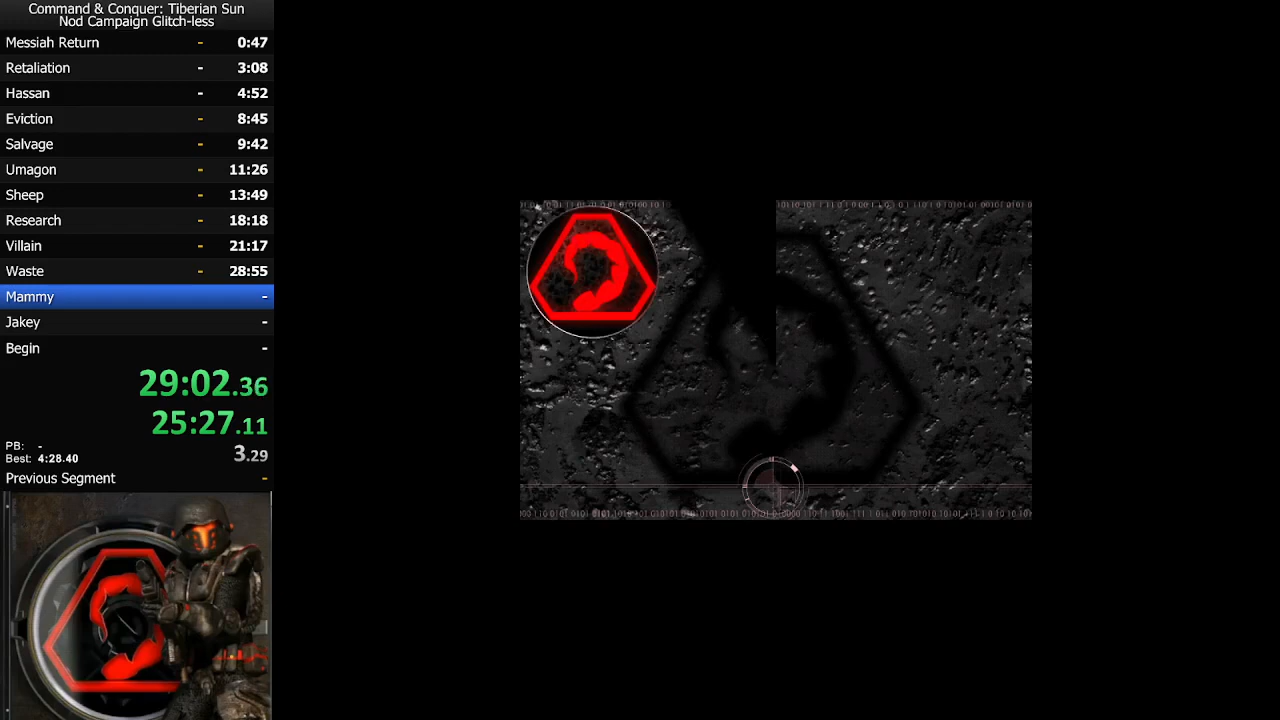 Command & Conquer: Tiberian Sun
Nod Campaign Glitch-less
Messiah Return - 0:47
Retaliation - 3:08
Hassan - 4:52
Eviction - 8:45
Salvage - 9:42
Umagon - 11:26
Sheep - 13:49
Research - 18:18
Villain - 21:17
Waste - 28:55
Mammy -
Jakey -
Begin -
29:02.36
25:27.11
PB: -
Best: 4:28.40
3.29
Previous Segment -